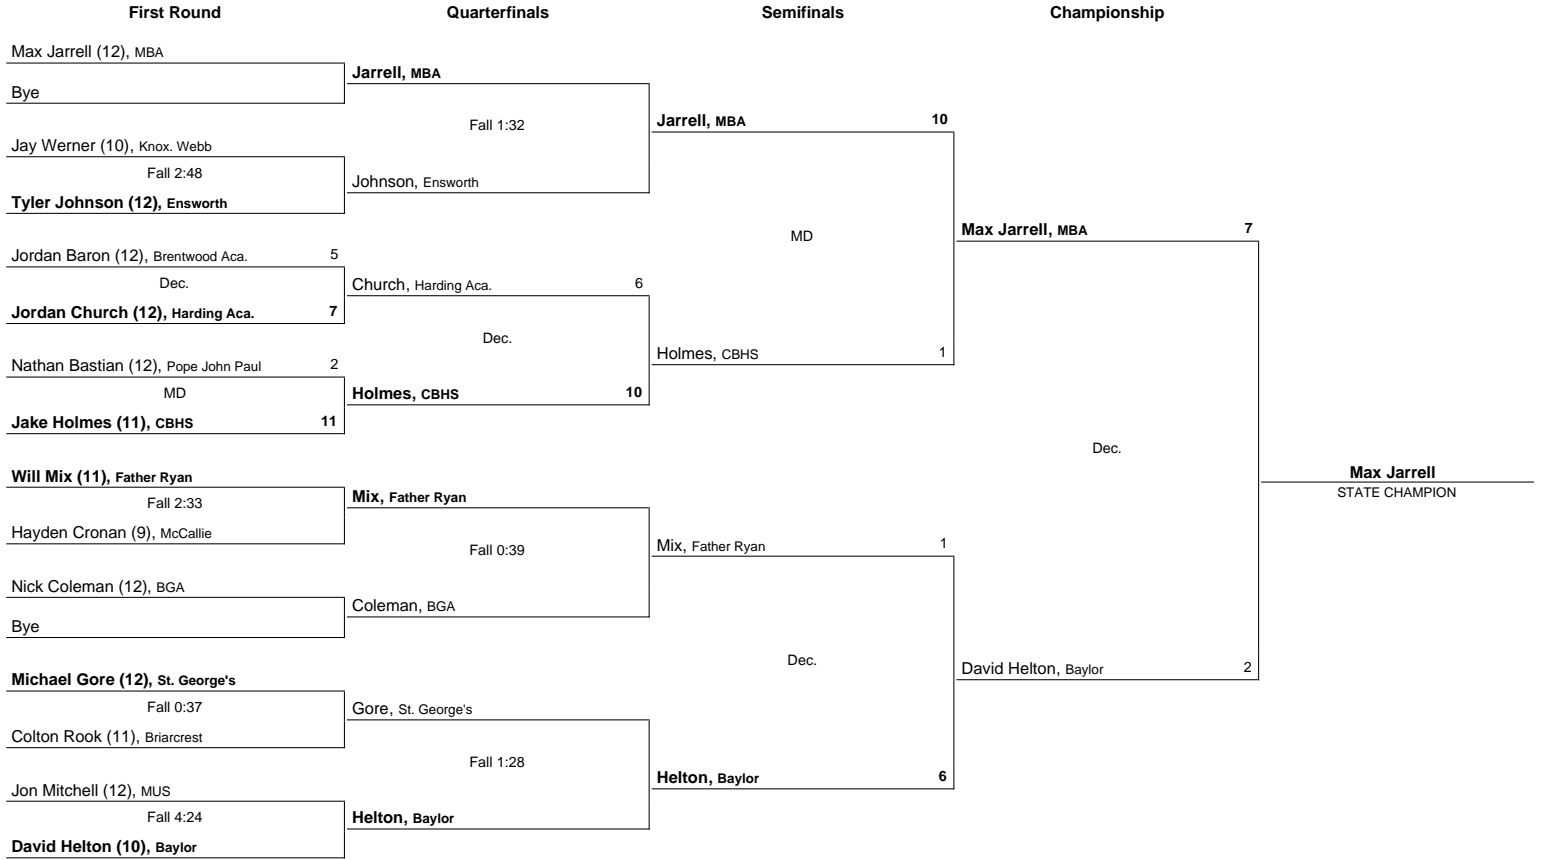 First Round Quarterfinals Semifinals Championship
Max Jarrell (12), MBA
Jarrell, MBA
Bye
Jarrell, MBA 10
Fall 1:32
Jay Werner (10), Knox. Webb
Fall 2:48
Johnson, Ensworth
Tyler Johnson (12), Ensworth
Max Jarrell, MBA 7
MD
Jordan Baron (12), Brentwood Aca. 5
Dec.
Church, Harding Aca. 6
Jordan Church (12), Harding Aca. 7
Dec.
Holmes, CBHS 1
Nathan Bastian (12), Pope John Paul 2
MD
Holmes, CBHS 10
Jake Holmes (11), CBHS 11
Dec.
Max Jarrell
STATE CHAMPION
Will Mix (11), Father Ryan
Mix, Father Ryan
Fall 2:33
Hayden Cronan (9), McCallie
Mix, Father Ryan 1
Fall 0:39
Nick Coleman (12), BGA
Coleman, BGA
Bye
Dec.
David Helton, Baylor 2
Michael Gore (12), St. George's
Fall 0:37
Gore, St. George's
Colton Rook (11), Briarcrest
Fall 1:28
Helton, Baylor 6
Jon Mitchell (12), MUS
Fall 4:24
Helton, Baylor
David Helton (10), Baylor